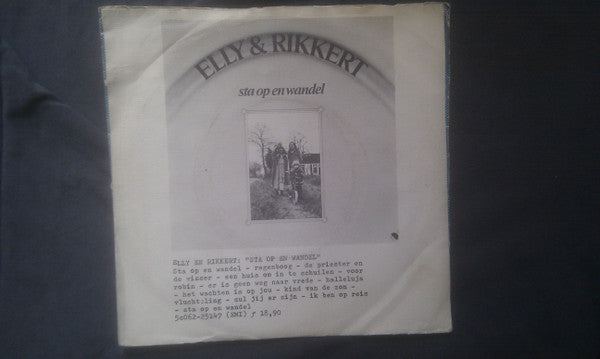 ELLY & RIKKERT
sta op en wandel
ELLY EN RIKKERT: "STA OP EN WANDEL"
Sta op en wandel - regenboog - de priester en
de visser - een huis om in te schuilen - voor
robin - er is geen weg naar vrede - halleluja
- het wachten is op jou - kind van de zon -
vluchteling - zul jij er zijn - ik ben op reis
- sta op en wandel
5c062-25147 (EMI) ƒ 18,90